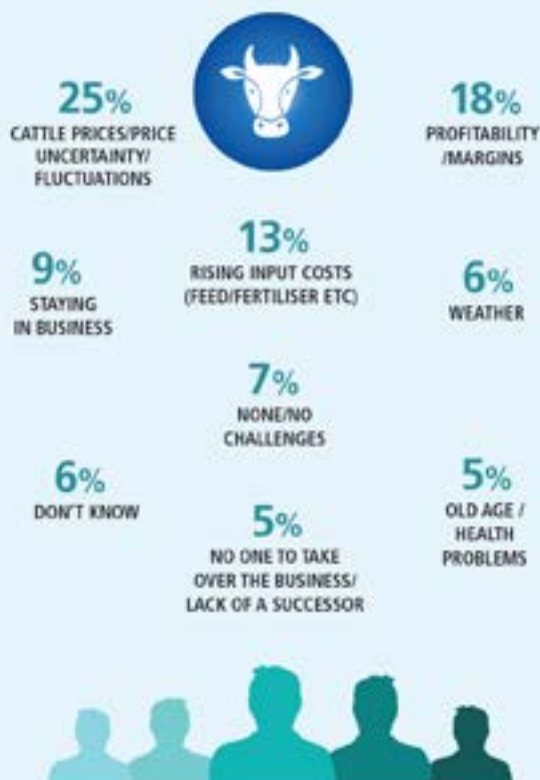 25%
CATTLE PRICES/PRICE
UNCERTAINTY/
FLUCTUATIONS
18%
PROFITABILITY
/MARGINS
13%
RISING INPUT COSTS
(FEED/FERTILISER ETC)
9%
STAYING
IN BUSINESS
6%
WEATHER
7%
NONE/NO
CHALLENGES
6%
DON'T KNOW
5%
OLD AGE /
HEALTH
PROBLEMS
5%
NO ONE TO TAKE
OVER THE BUSINESS/
LACK OF A SUCCESSOR